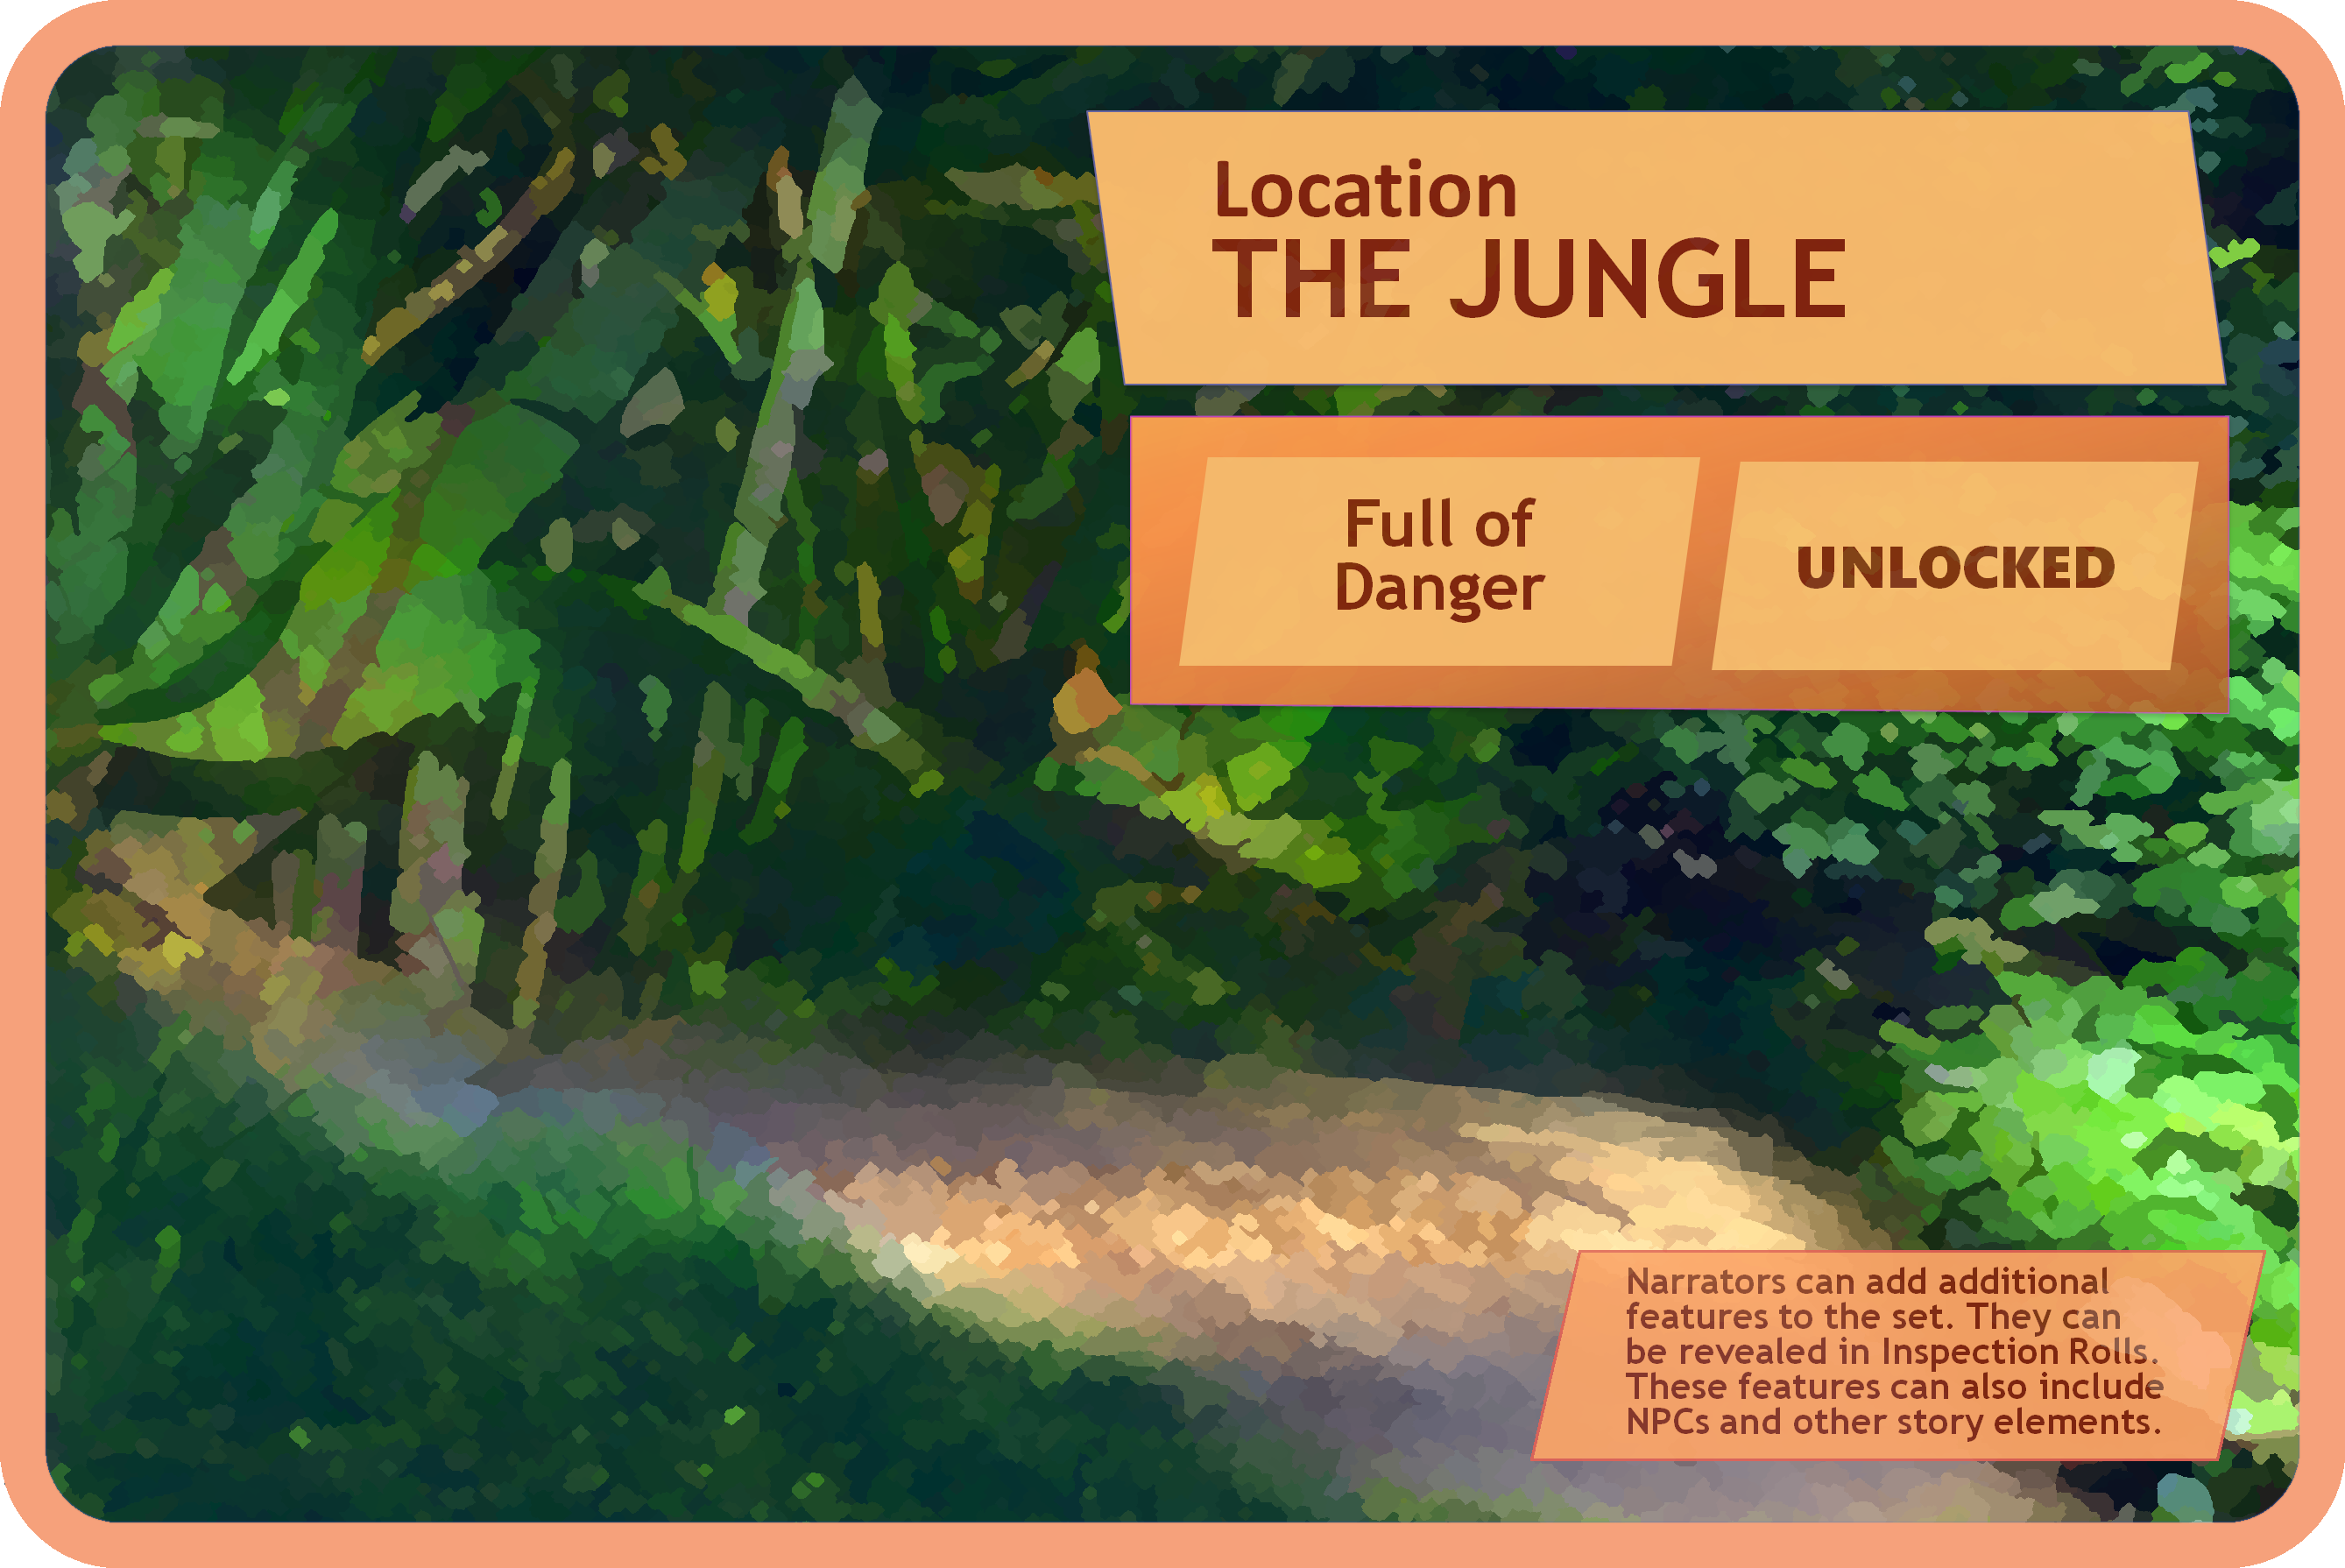 Location
THE JUNGLE
Full of
Danger
UNLOCKED
Narrators can add additional
features to the set. They can
be revealed in Inspection Rolls.
These features can also include
NPCs and other story elements.